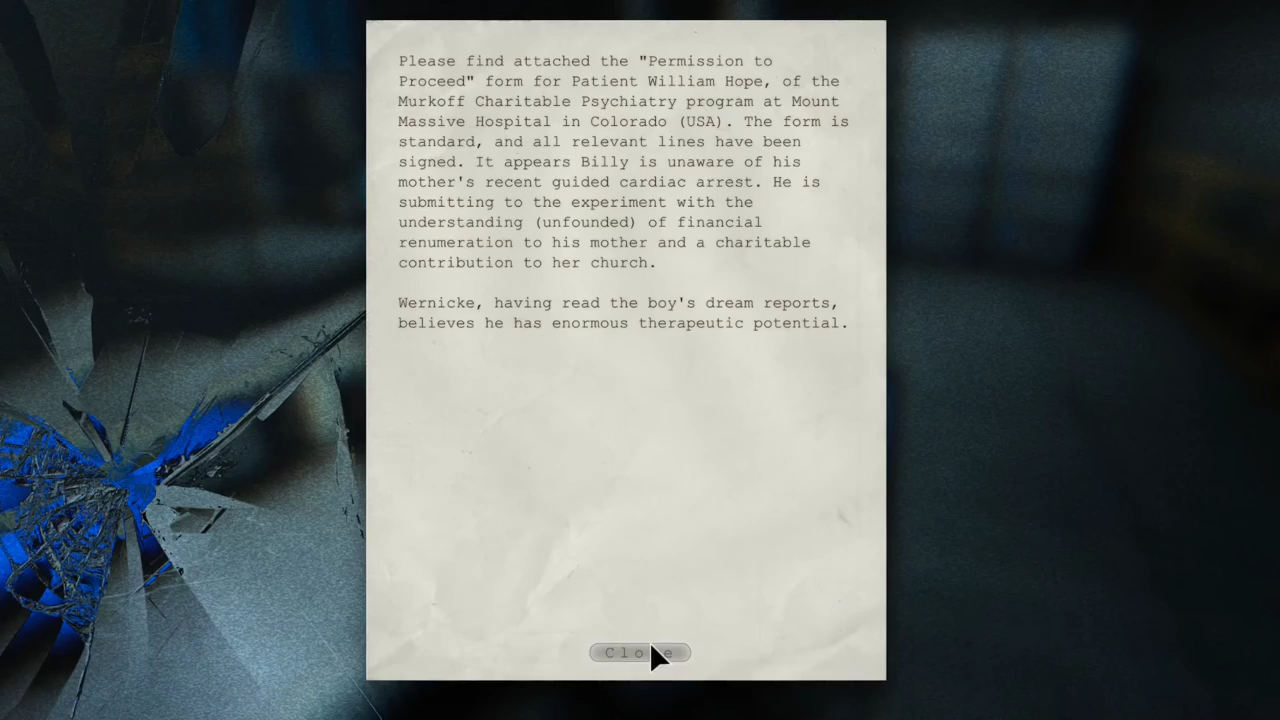 Please find attached the "Permission to
Proceed" form for Patient William Hope, of the
Murkoff Charitable Psychiatry program at Mount
Massive Hospital in Colorado (USA). The form is
standard, and all relevant lines have been
signed. It appears Billy is unaware of his
mother's recent guided cardiac arrest. He is
submitting to the experiment with the
understanding (unfounded) of financial
renumeration to his mother and a charitable
contribution to her church.
Wernicke, having read the boy's dream reports,
believes he has enormous therapeutic potential.
Close